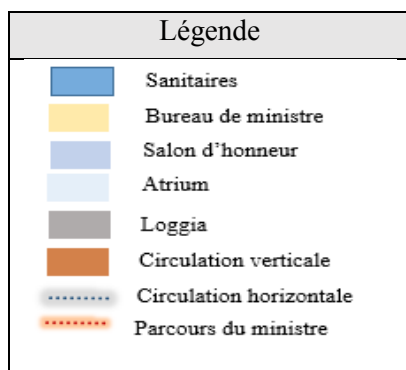 Légende
Sanitaires
Bureau de ministre
Salon d'honneur
Atrium
Loggia
Circulation verticale
Circulation horizontale
Parcours du ministre